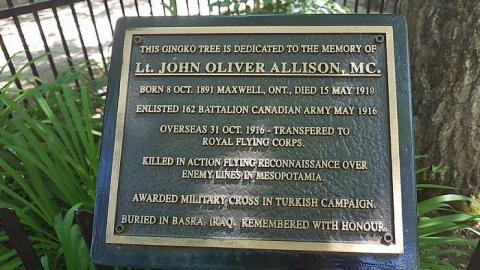 THIS GINGKO TREE IS DEDICATED TO THE MEMORY OF
Lt. JOHN OLIVER ALLISON, MC.
BORN 8 OCT. 1891 MAXWELL, ONT., DIED 15 MAY 1918
ENLISTED 162 BATTALION CANADIAN ARMY MAY 1916
OVERSEAS 31 OCT. 1916 - TRANSFERED TO
ROYAL FLYING CORPS.
KILLED IN ACTION FLYING RECONNAISSANCE OVER
ENEMY LINES IN MESOPOTAMIA
AWARDED MILITARY CROSS IN TURKISH CAMPAIGN.
BURIED IN BASRA, IRAQ. REMEMBERED WITH HONOUR.